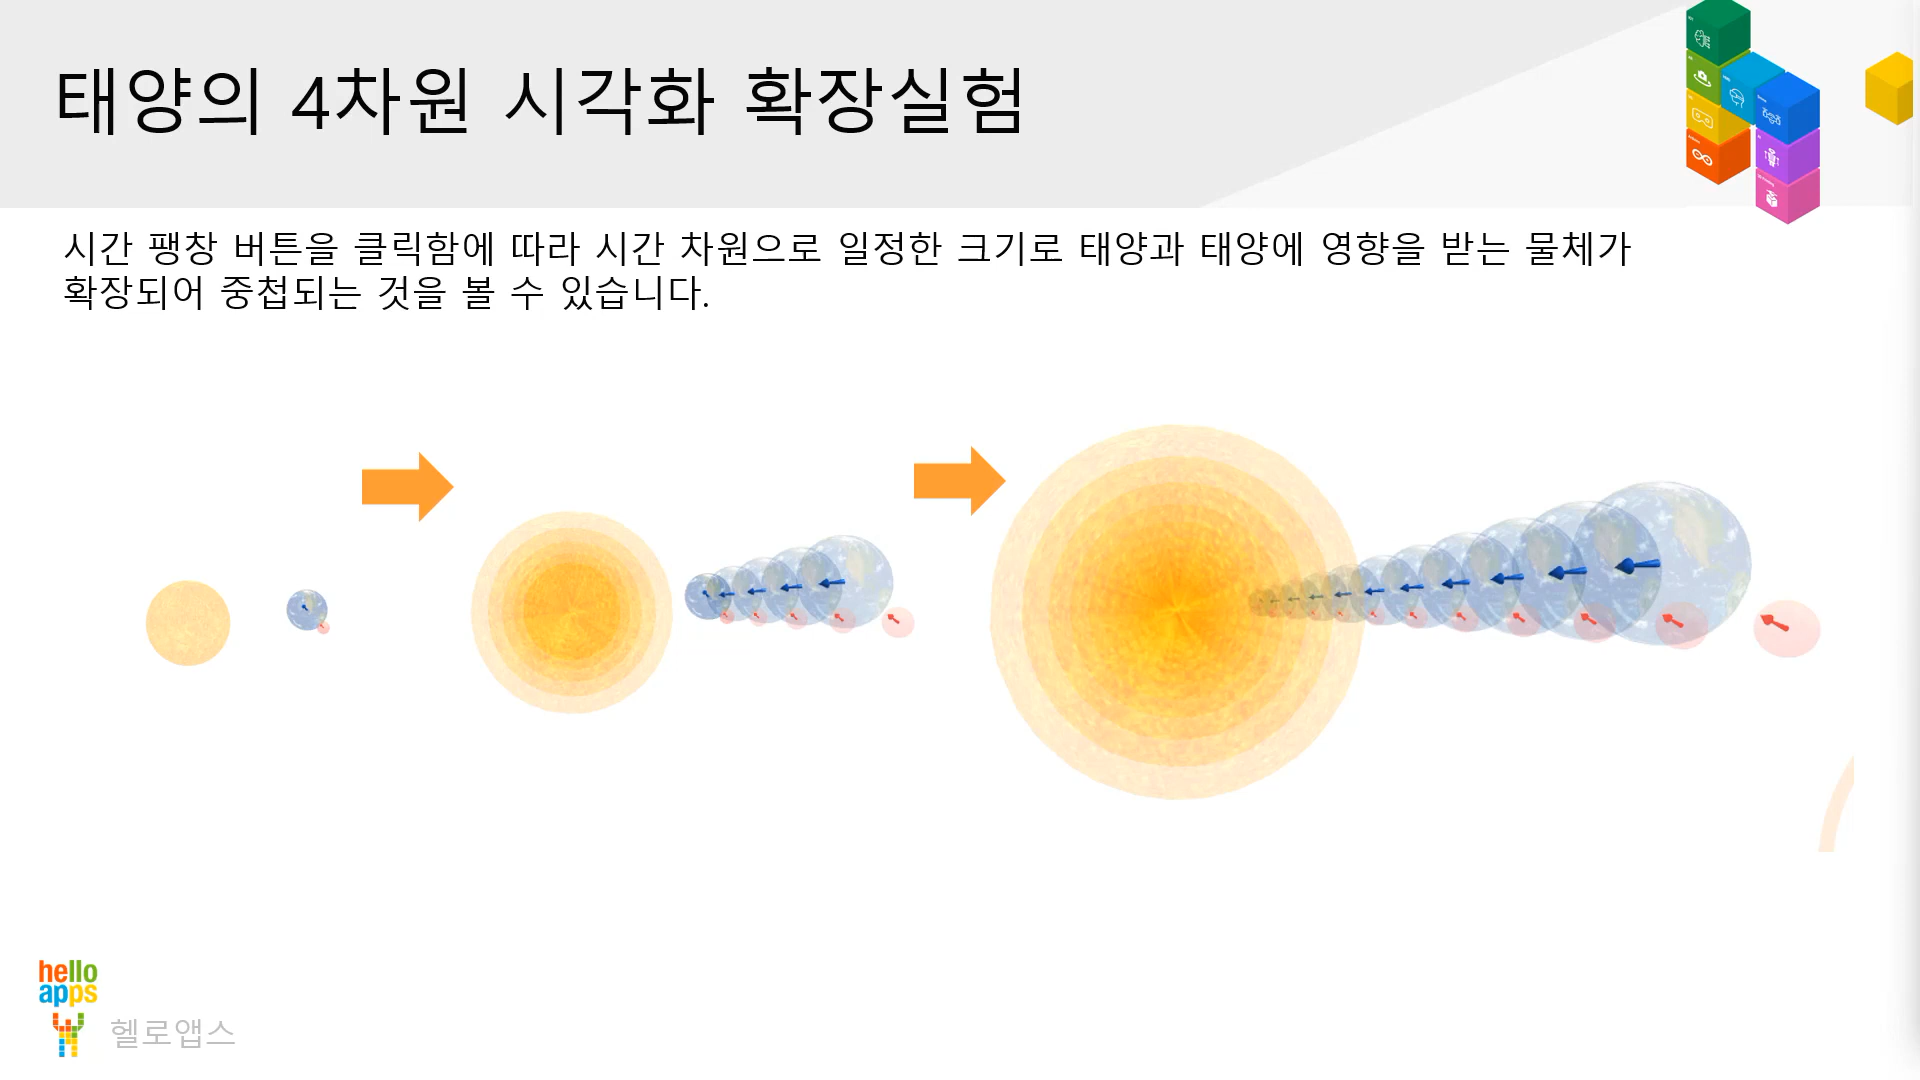 태양의 4차원 시각화 확장실험
시간 팽창 버튼을 클릭함에 따라 시간 차원으로 일정한 크기로 태양과 태양에 영향을 받는 물체가
확장되어 중첩되는 것을 볼 수 있습니다.
hello
apps
헬로앱스